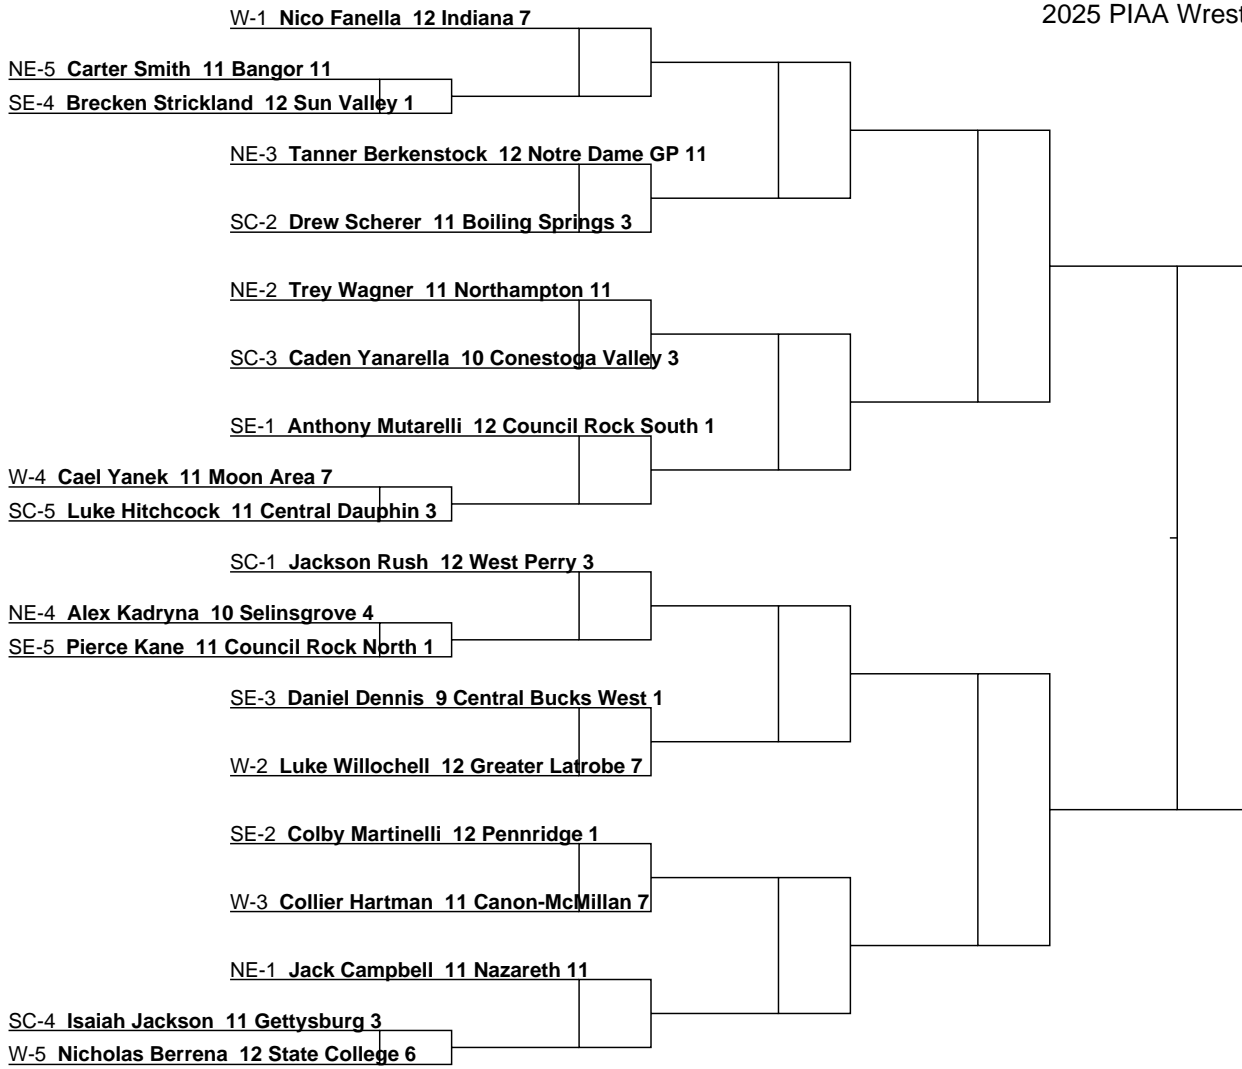 2025 PIAA Wrest
W-1 Nico Fanella 12 Indiana 7
NE-5 Carter Smith 11 Bangor 11
SE-4 Brecken Strickland 12 Sun Valley 1
NE-3 Tanner Berkenstock 12 Notre Dame GP 11
SC-2 Drew Scherer 11 Boiling Springs 3
NE-2 Trey Wagner 11 Northampton 11
SC-3 Caden Yanarella 10 Conestoga Valley 3
SE-1 Anthony Mutarelli 12 Council Rock South 1
W-4 Cael Yanek 11 Moon Area 7
SC-5 Luke Hitchcock 11 Central Dauphin 3
SC-1 Jackson Rush 12 West Perry 3
NE-4 Alex Kadryna 10 Selinsgrove 4
SE-5 Pierce Kane 11 Council Rock North 1
SE-3 Daniel Dennis 9 Central Bucks West 1
W-2 Luke Willochell 12 Greater Latrobe 7
SE-2 Colby Martinelli 12 Pennridge 1
W-3 Collier Hartman 11 Canon-McMillan 7
NE-1 Jack Campbell 11 Nazareth 11
SC-4 Isaiah Jackson 11 Gettysburg 3
W-5 Nicholas Berrena 12 State College 6